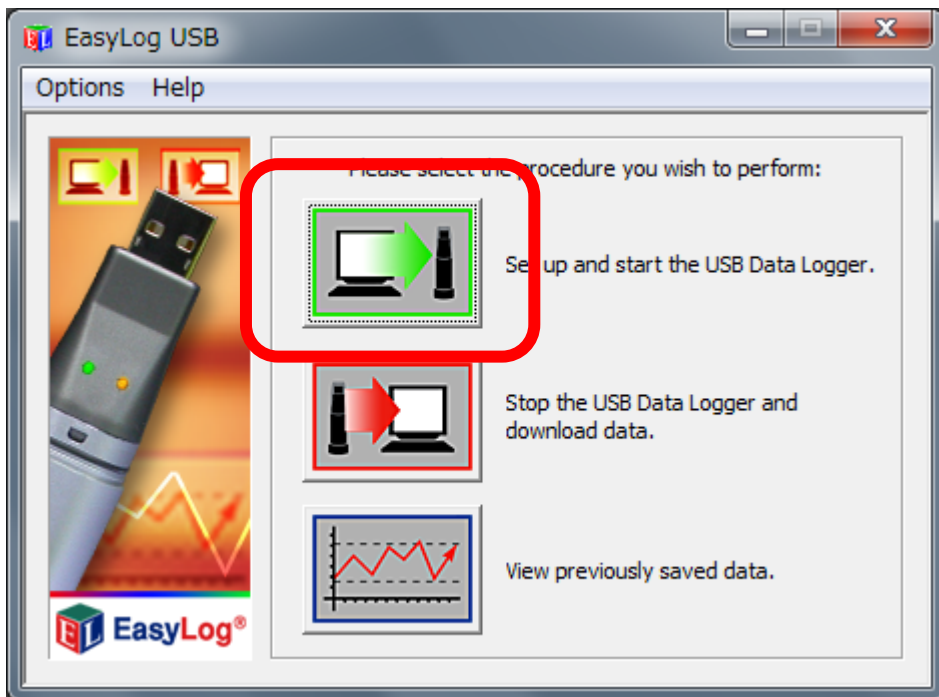 EasyLog USB
Options Help
Please select the procedure you wish to perform:
Set up and start the USB Data Logger.
Stop the USB Data Logger and
download data.
View previously saved data.
EL EasyLog®